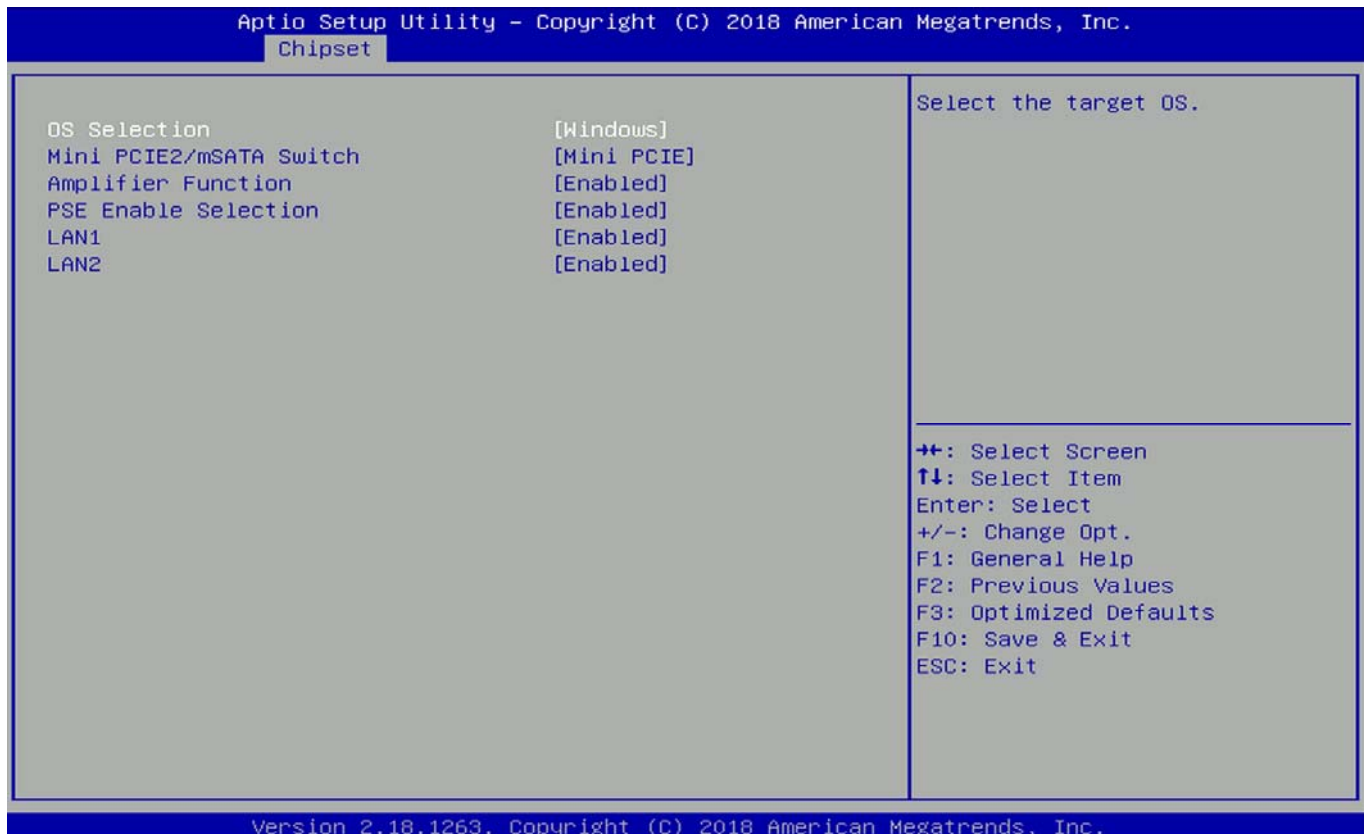 Aptio Setup Utility – Copyright (C) 2018 American Megatrends, Inc.
Chipset
OS Selection [Windows]
Mini PCIE2/mSATA Switch [Mini PCIE]
Amplifier Function [Enabled]
PSE Enable Selection [Enabled]
LAN1 [Enabled]
LAN2 [Enabled]
Select the target OS.
→←: Select Screen
↑↓: Select Item
Enter: Select
+/-: Change Opt.
F1: General Help
F2: Previous Values
F3: Optimized Defaults
F10: Save & Exit
ESC: Exit
Version 2.18.1263. Copyright (C) 2018 American Megatrends, Inc.